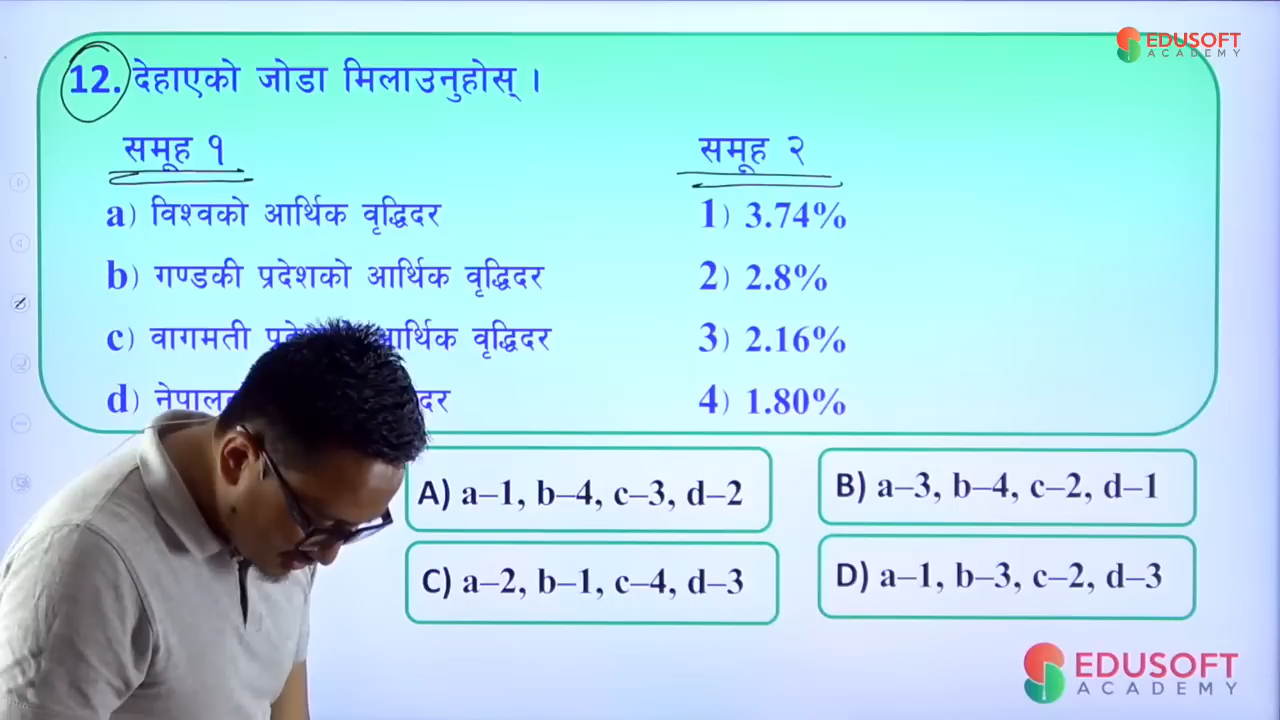 EDUSOFT
ACADEMY
12. देहाएको जोडा मिलाउनुहोस् ।
समूह १
समूह २
a) विश्वको आर्थिक वृद्धिदर
1) 3.74%
b) गण्डकी प्रदेशको आर्थिक वृद्धिदर
2) 2.8%
c) वागमती आर्थिक वृद्धिदर
3) 2.16%
d)
4) 1.80%
A) a–1, b–4, c–3, d–2
B) a–3, b–4, c–2, d–1
C) a–2, b–1, c–4, d–3
D) a–1, b–3, c–2, d–3
EDUSOFT
ACADEMY